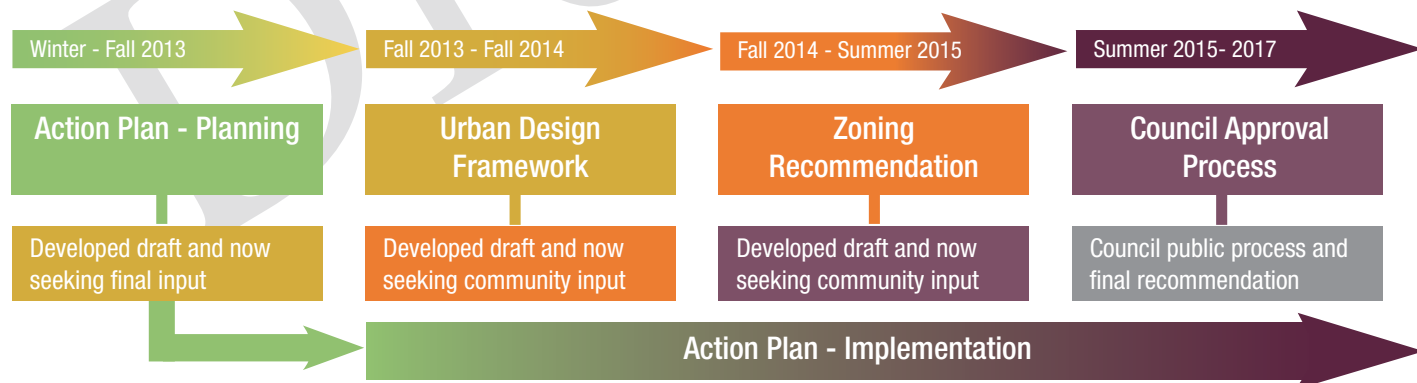 Winter - Fall 2013
Fall 2013 - Fall 2014
Fall 2014 - Summer 2015
Summer 2015- 2017
Action Plan - Planning
Urban Design
Framework
Zoning
Recommendation
Council Approval
Process
Developed draft and now
seeking final input
Developed draft and now
seeking community input
Developed draft and now
seeking community input
Council public process and
final recommendation
Action Plan - Implementation